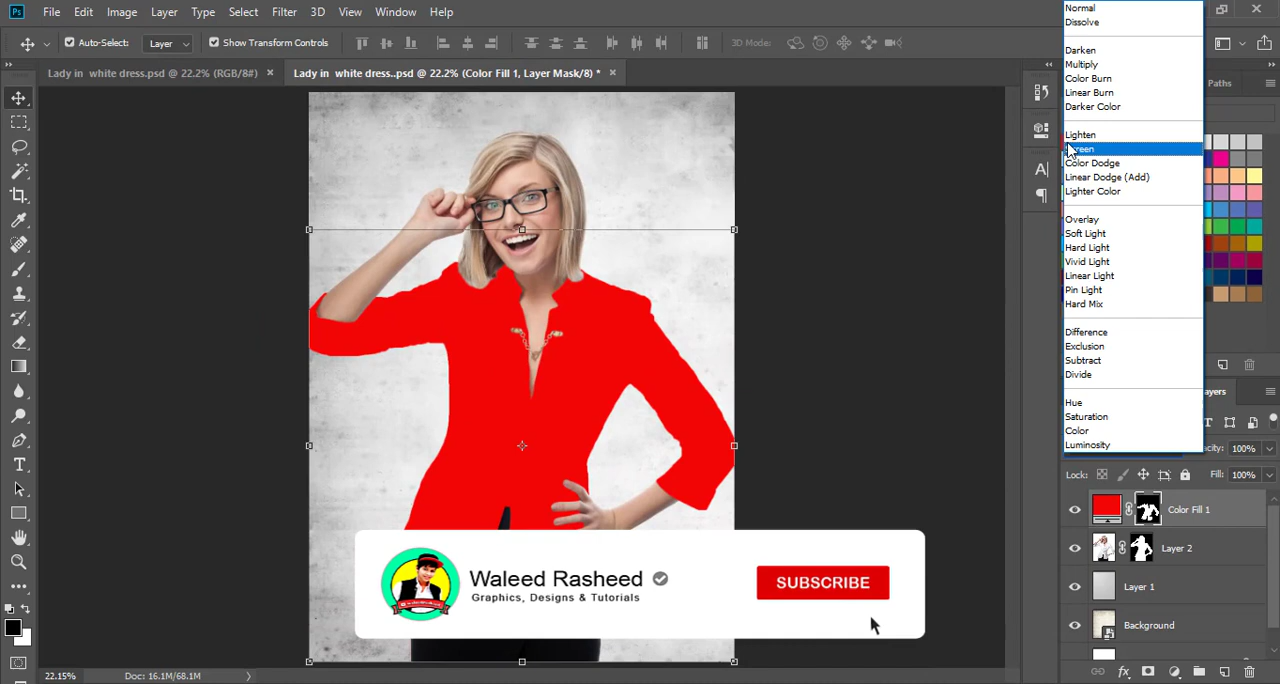 Ps File Edit Image Layer Type Select Filter 3D View Window Help
Auto-Select: Layer Show Transform Controls 3D Mode:
Lady in white dress.psd @ 22.2% (RGB/8#) × Lady in white dress..psd @ 22.2% (Color Fill 1, Layer Mask/8) * ×
Paths
Normal
Dissolve
Darken
Multiply
Color Burn
Linear Burn
Darker Color
Lighten
Screen
Color Dodge
Linear Dodge (Add)
Lighter Color
Overlay
Soft Light
Hard Light
Vivid Light
Linear Light
Pin Light
Hard Mix
Difference
Exclusion
Subtract
Divide
Hue
Saturation
Color
Luminosity
100%
Lock: Fill: 100%
Color Fill 1
Layer 2
Layer 1
Background
Waleed Rasheed
Graphics, Designs & Tutorials
SUBSCRIBE
22.15% Doc: 16.1M/68.1M